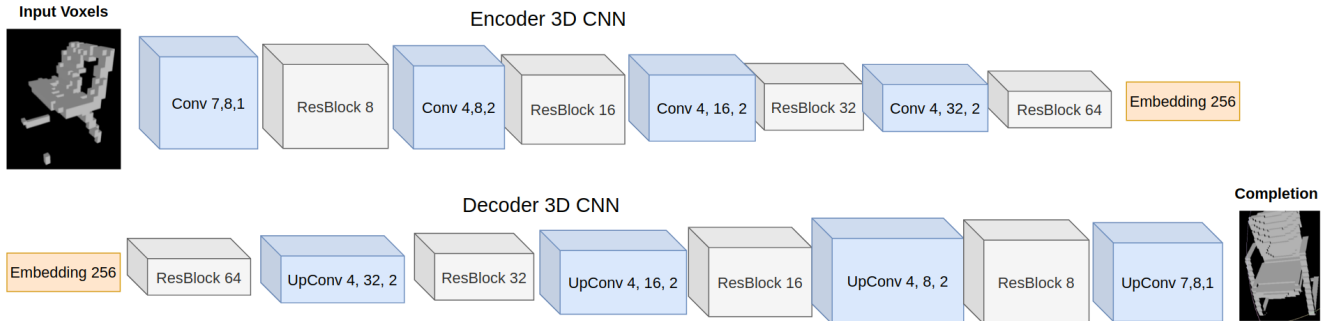 Input Voxels
Encoder 3D CNN
Conv 7,8,1
ResBlock 8
Conv 4,8,2
ResBlock 16
Conv 4, 16, 2
ResBlock 32
Conv 4, 32, 2
ResBlock 64
Embedding 256
Decoder 3D CNN
Completion
Embedding 256
ResBlock 64
UpConv 4, 32, 2
ResBlock 32
UpConv 4, 16, 2
ResBlock 16
UpConv 4, 8, 2
ResBlock 8
UpConv 7,8,1